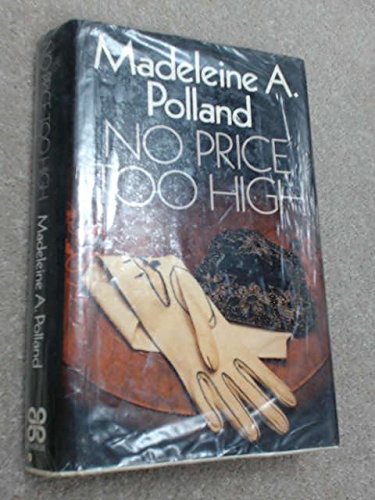 Madeleine A.
Polland
NO PRICE
TOO HIGH
NO PRICE TOO HIGH Madeleine A. Polland